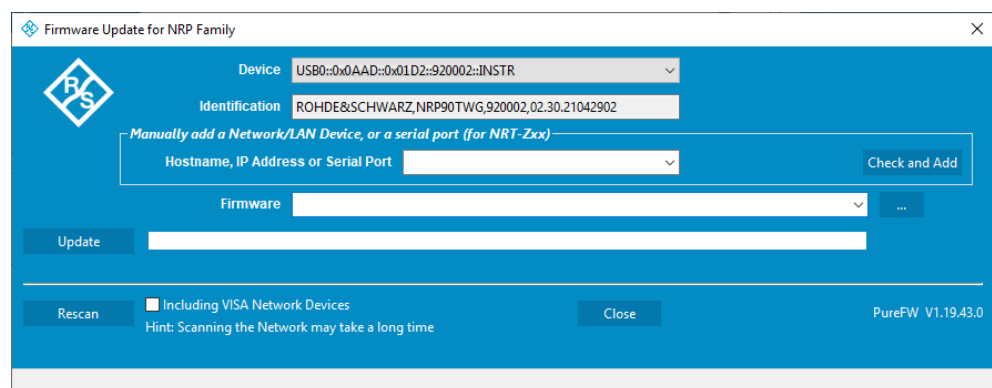 Firmware Update for NRP Family
R S
Device USB0::0x0AAD::0x01D2::920002::INSTR
Identification ROHDE&SCHWARZ,NRP90TWG,920002,02.30.21042902
Manually add a Network/LAN Device, or a serial port (for NRT-Zxx)
Hostname, IP Address or Serial Port Check and Add
Firmware ...
Update
Including VISA Network Devices
Rescan Close PureFW V1.19.43.0
Hint: Scanning the Network may take a long time